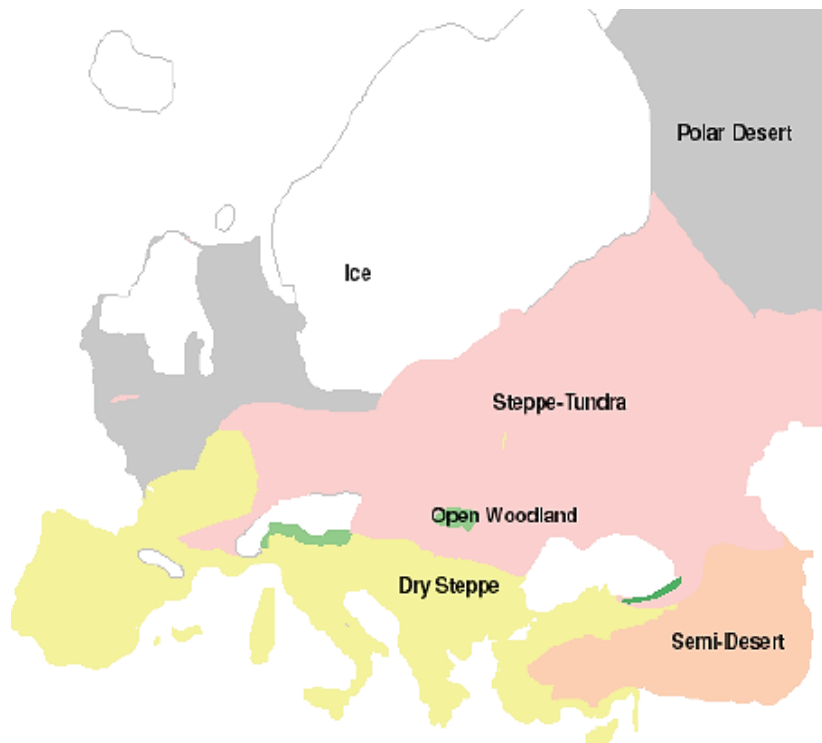 Polar Desert
Ice
Steppe-Tundra
Open Woodland
Dry Steppe
Semi-Desert